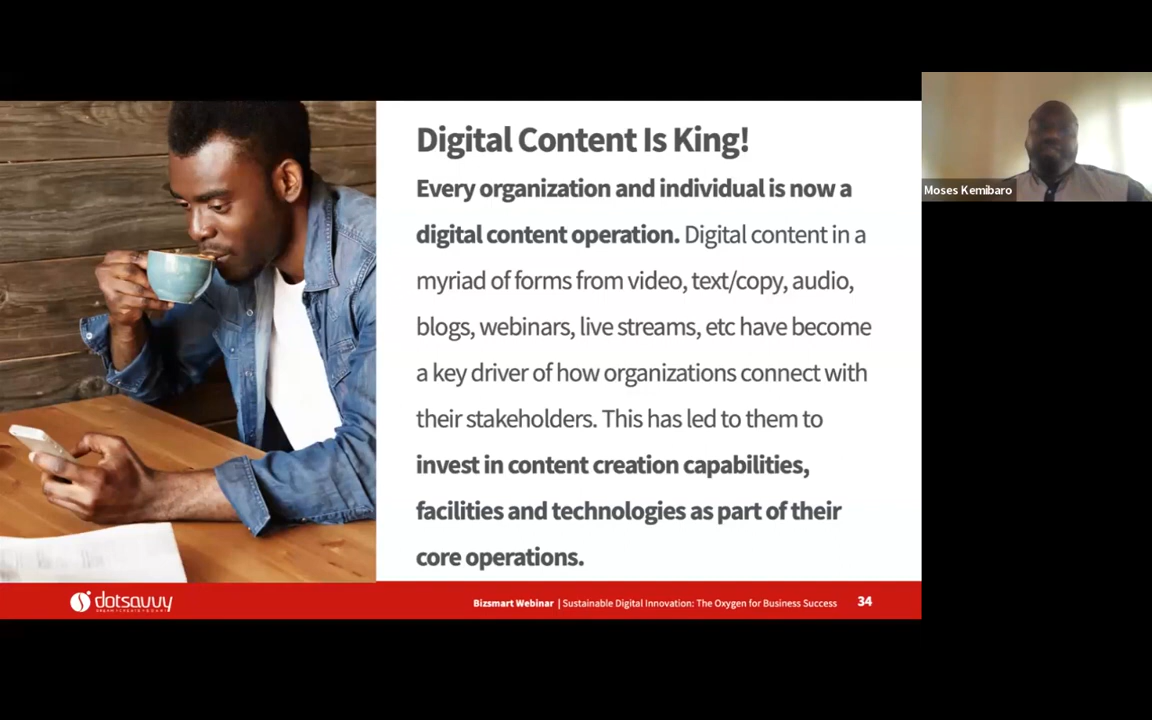 Digital Content Is King!
Every organization and individual is now a
digital content operation. Digital content in a
myriad of forms from video, text/copy, audio,
blogs, webinars, live streams, etc have become
a key driver of how organizations connect with
their stakeholders. This has led to them to
invest in content creation capabilities,
facilities and technologies as part of their
core operations.
Moses Kemibaro
dotsavvy
Bizsmart Webinar | Sustainable Digital Innovation: The Oxygen for Business Success 34